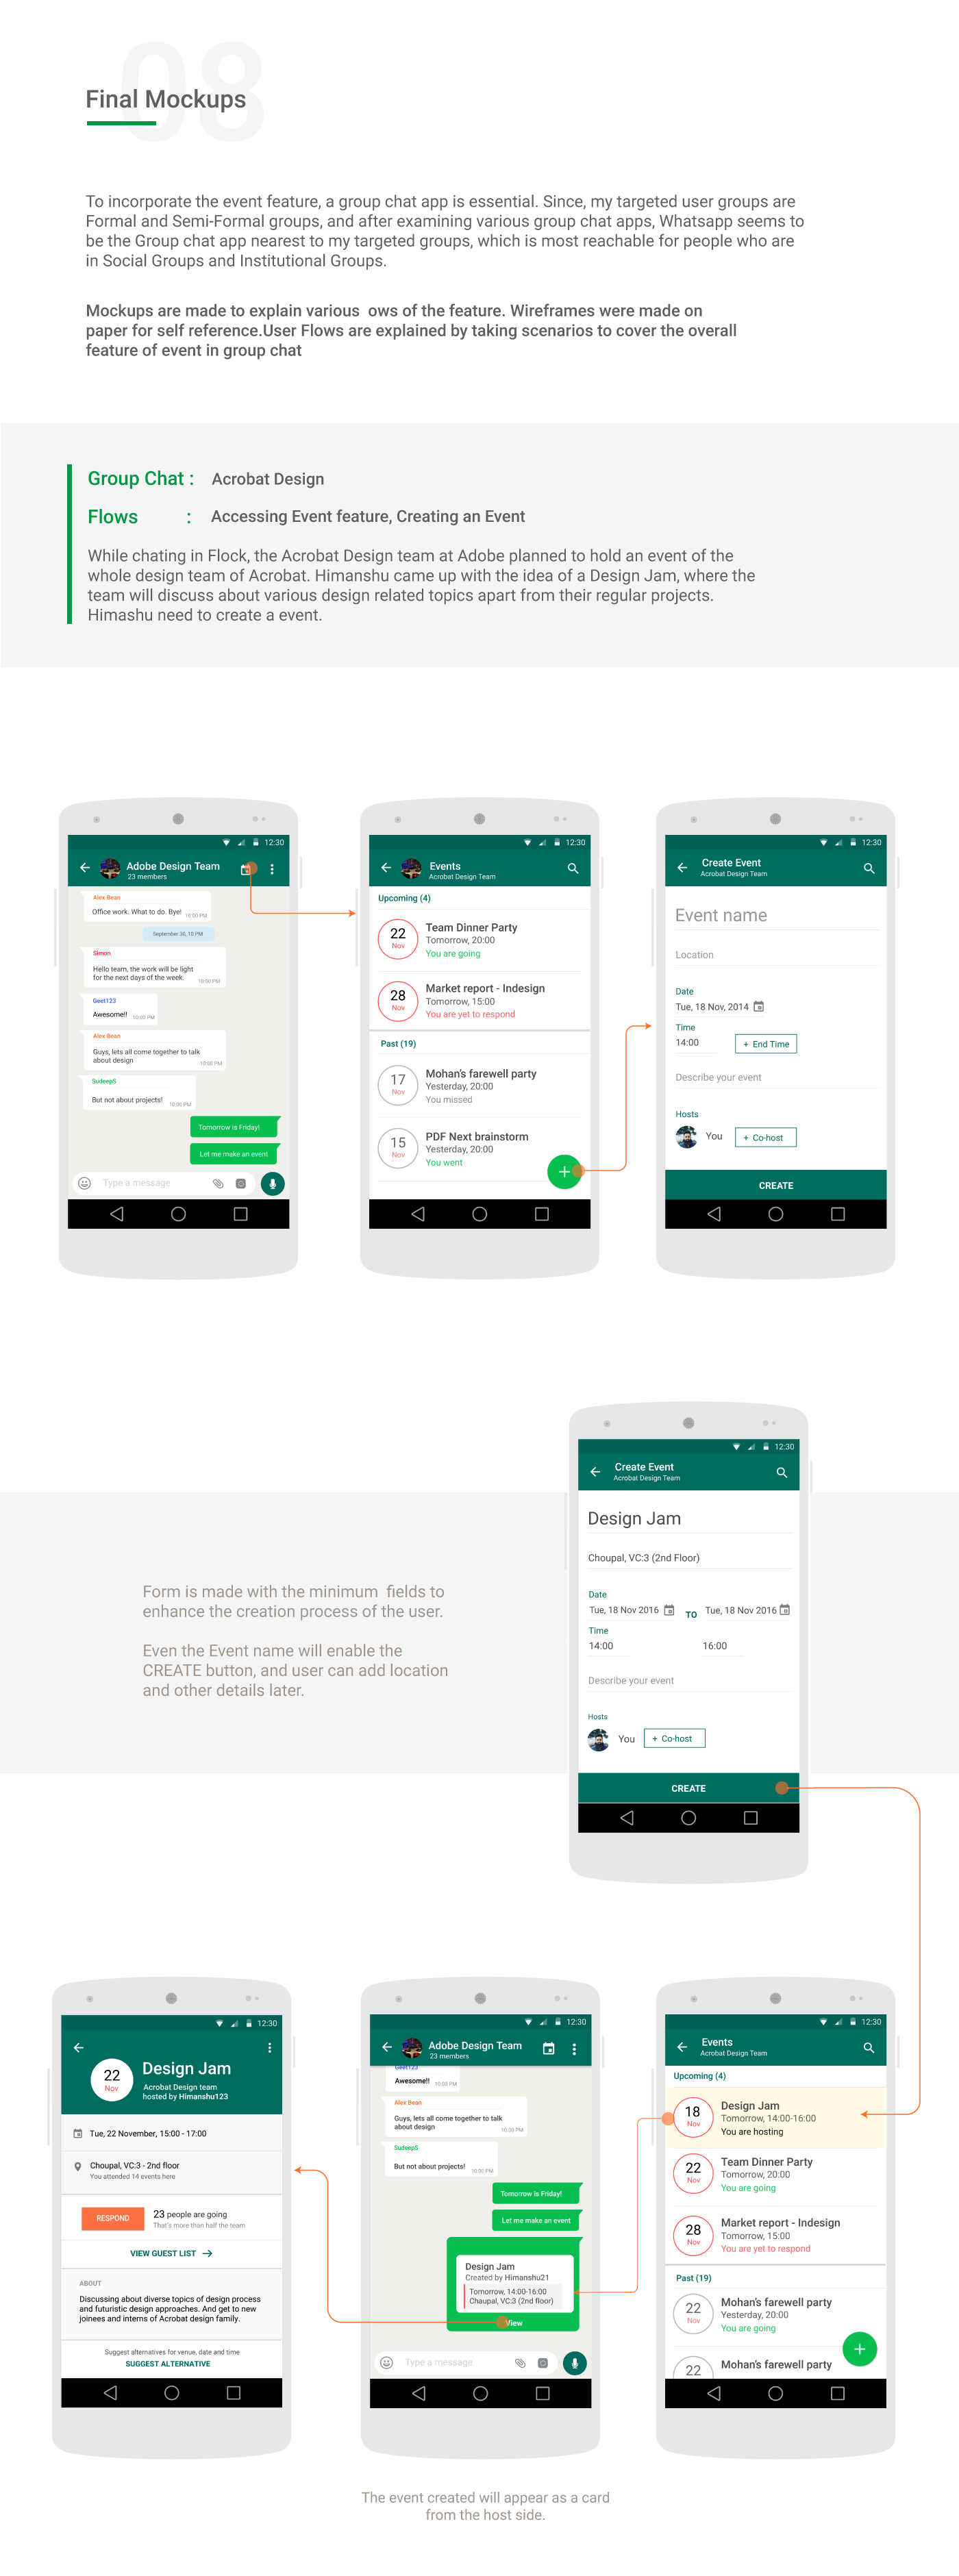 08
Final Mockups
To incorporate the event feature, a group chat app is essential. Since, my targeted user groups are
Formal and Semi-Formal groups, and after examining various group chat apps, Whatsapp seems to
be the Group chat app nearest to my targeted groups, which is most reachable for people who are
in Social Groups and Institutional Groups.
Mockups are made to explain various ows of the feature. Wireframes were made on
paper for self reference.User Flows are explained by taking scenarios to cover the overall
feature of event in group chat
Group Chat : Acrobat Design
Flows : Accessing Event feature, Creating an Event
While chating in Flock, the Acrobat Design team at Adobe planned to hold an event of the
whole design team of Acrobat. Himanshu came up with the idea of a Design Jam, where the
team will discuss about various design related topics apart from their regular projects.
Himashu need to create a event.
12:30
Adobe Design Team
23 members
Alex Bean
Office work. What to do. Bye! 10:00 PM
September 30, 10 PM
Simon
Hello team, the work will be light
for the next days of the week. 10:00 PM
Geet123
Awesome!! 10:00 PM
Alex Bean
Guys, lets all come together to talk
about design 10:00 PM
SudeepS
But not about projects! 10:00 PM
Tomorrow is Friday!
Let me make an event
Type a message
12:30
Events
Acrobat Design Team
Upcoming (4)
22 Nov
Team Dinner Party
Tomorrow, 20:00
You are going
28 Nov
Market report - Indesign
Tomorrow, 15:00
You are yet to respond
Past (19)
17 Nov
Mohan's farewell party
Yesterday, 20:00
You missed
15 Nov
PDF Next brainstorm
Yesterday, 20:00
You went
+
12:30
Create Event
Acrobat Design Team
Event name
Location
Date
Tue, 18 Nov, 2014
Time
14:00 + End Time
Describe your event
Hosts
You + Co-host
CREATE
Form is made with the minimum fields to
enhance the creation process of the user.
Even the Event name will enable the
CREATE button, and user can add location
and other details later.
12:30
Create Event
Acrobat Design Team
Design Jam
Choupal, VC:3 (2nd Floor)
Date
Tue, 18 Nov 2016 TO Tue, 18 Nov 2016
Time
14:00 16:00
Describe your event
Hosts
You + Co-host
CREATE
12:30
22 Nov
Design Jam
Acrobat Design team
hosted by Himanshu123
Tue, 22 November, 15:00 - 17:00
Choupal, VC:3 - 2nd floor
You attended 14 events here
RESPOND
23 people are going
That's more than half the team
VIEW GUEST LIST
ABOUT
Discussing about diverse topics of design process
and futuristic design approaches. And get to new
joinees and intens of Acrobat design family.
Suggest alternatives for venue, date and time
SUGGEST ALTERNATIVE
12:30
Adobe Design Team
23 members
Geet123
Awesome!! 10:00 PM
Alex Bean
Guys, lets all come together to talk
about design 10:00 PM
SudeepS
But not about projects! 10:00 PM
Tomorrow is Friday!
Let me make an event
Design Jam
Created by Himanshu21
Tomorrow, 14:00-16:00
Chaupal, VC:3 (2nd floor)
View
Type a message
12:30
Events
Acrobat Design Team
Upcoming (4)
18 Nov
Design Jam
Tomorrow, 14:00-16:00
You are hosting
22 Nov
Team Dinner Party
Tomorrow, 20:00
You are going
28 Nov
Market report - Indesign
Tomorrow, 15:00
You are yet to respond
Past (19)
22 Nov
Mohan's farewell party
Yesterday, 20:00
You are going
22
Mohan's farewell party
+
The event created will appear as a card
from the host side.